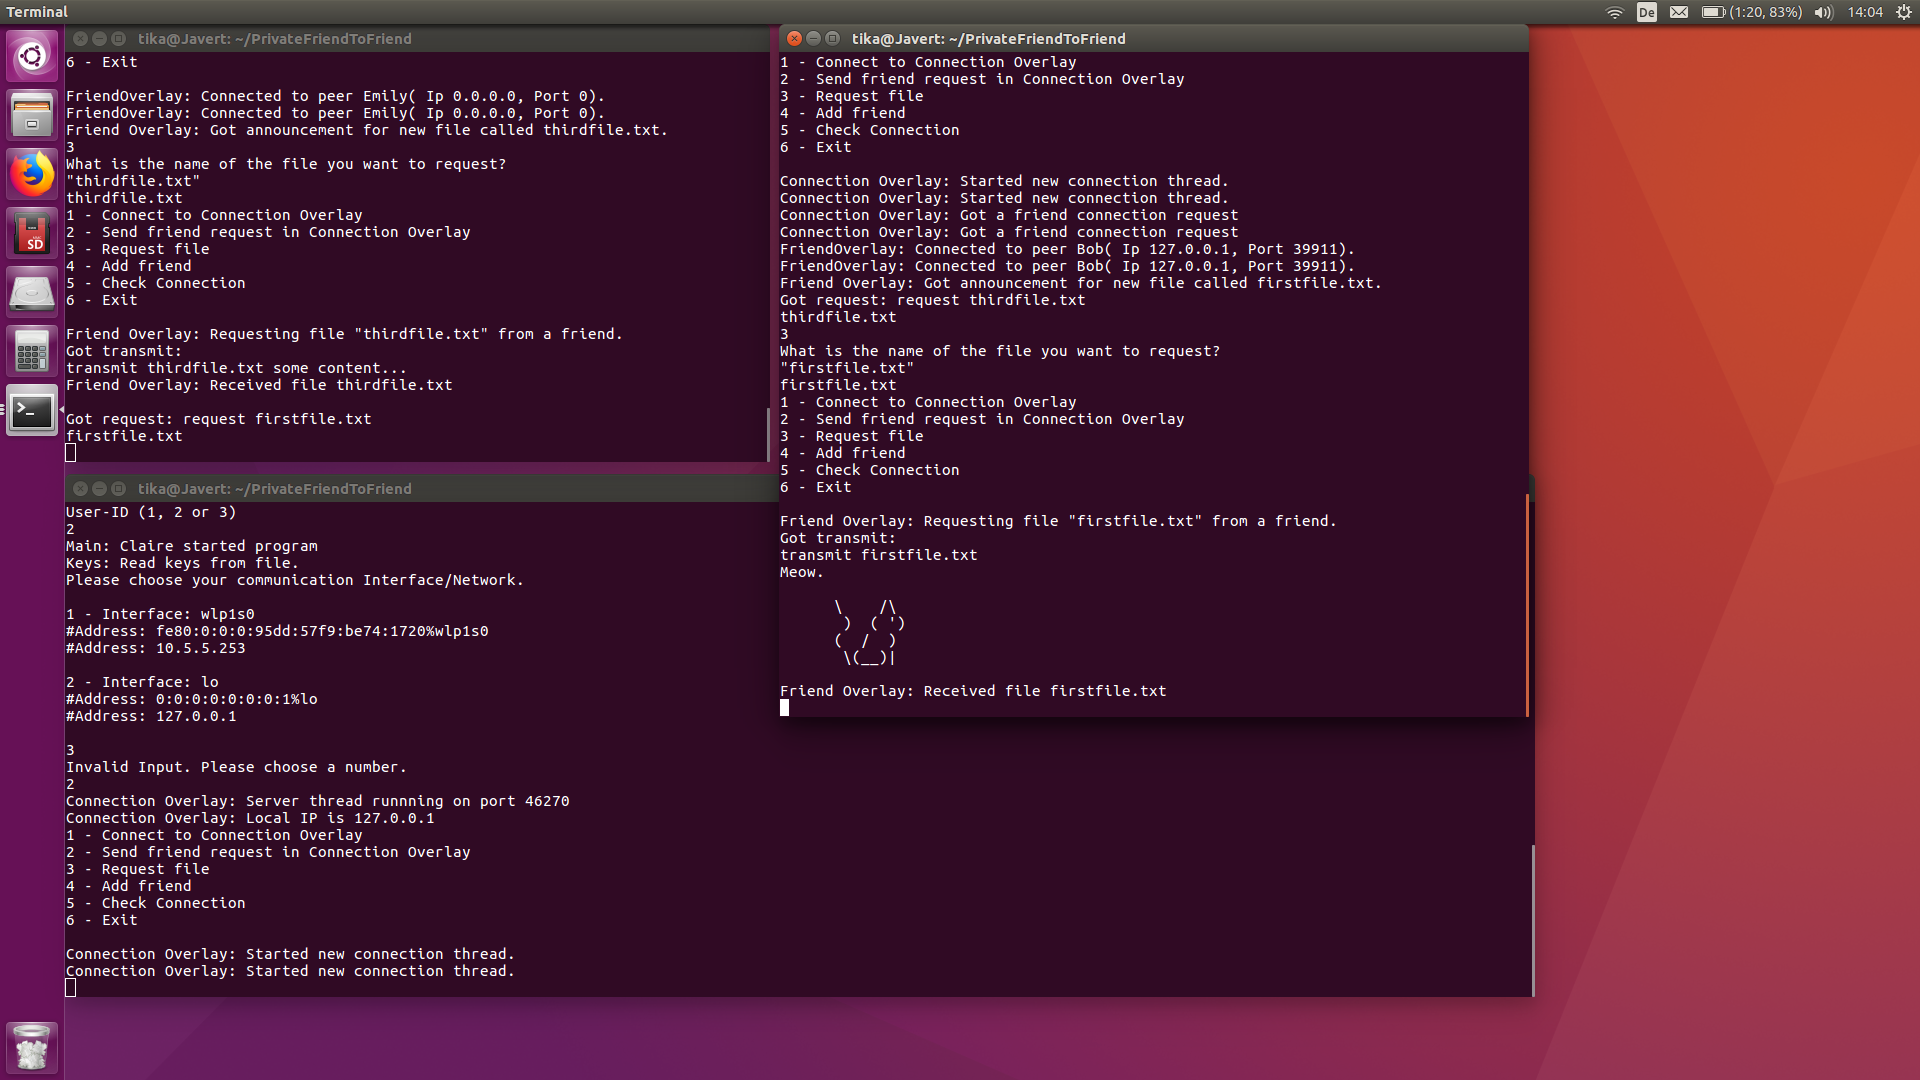 Terminal
De
(1:20, 83%)
14:04
SD
tika@Javert: ~/PrivateFriendToFriend
6 - Exit
FriendOverlay: Connected to peer Emily( Ip 0.0.0.0, Port 0).
FriendOverlay: Connected to peer Emily( Ip 0.0.0.0, Port 0).
Friend Overlay: Got announcement for new file called thirdfile.txt.
3
What is the name of the file you want to request?
"thirdfile.txt"
thirdfile.txt
1 - Connect to Connection Overlay
2 - Send friend request in Connection Overlay
3 - Request file
4 - Add friend
5 - Check Connection
6 - Exit
Friend Overlay: Requesting file "thirdfile.txt" from a friend.
Got transmit:
transmit thirdfile.txt some content...
Friend Overlay: Received file thirdfile.txt
Got request: request firstfile.txt
firstfile.txt
tika@Javert: ~/PrivateFriendToFriend
1 - Connect to Connection Overlay
2 - Send friend request in Connection Overlay
3 - Request file
4 - Add friend
5 - Check Connection
6 - Exit
Connection Overlay: Started new connection thread.
Connection Overlay: Started new connection thread.
Connection Overlay: Got a friend connection request
Connection Overlay: Got a friend connection request
FriendOverlay: Connected to peer Bob( Ip 127.0.0.1, Port 39911).
FriendOverlay: Connected to peer Bob( Ip 127.0.0.1, Port 39911).
Friend Overlay: Got announcement for new file called firstfile.txt.
Got request: request thirdfile.txt
thirdfile.txt
3
What is the name of the file you want to request?
"firstfile.txt"
firstfile.txt
1 - Connect to Connection Overlay
2 - Send friend request in Connection Overlay
3 - Request file
4 - Add friend
5 - Check Connection
6 - Exit
Friend Overlay: Requesting file "firstfile.txt" from a friend.
Got transmit:
transmit firstfile.txt
Meow.
\    /\
 )  ( ')
(  /  )
 \(__)|
Friend Overlay: Received file firstfile.txt
tika@Javert: ~/PrivateFriendToFriend
User-ID (1, 2 or 3)
2
Main: Claire started program
Keys: Read keys from file.
Please choose your communication Interface/Network.
1 - Interface: wlp1s0
#Address: fe80:0:0:0:95dd:57f9:be74:1720%wlp1s0
#Address: 10.5.5.253
2 - Interface: lo
#Address: 0:0:0:0:0:0:0:1%lo
#Address: 127.0.0.1
3
Invalid Input. Please choose a number.
2
Connection Overlay: Server thread runnning on port 46270
Connection Overlay: Local IP is 127.0.0.1
1 - Connect to Connection Overlay
2 - Send friend request in Connection Overlay
3 - Request file
4 - Add friend
5 - Check Connection
6 - Exit
Connection Overlay: Started new connection thread.
Connection Overlay: Started new connection thread.